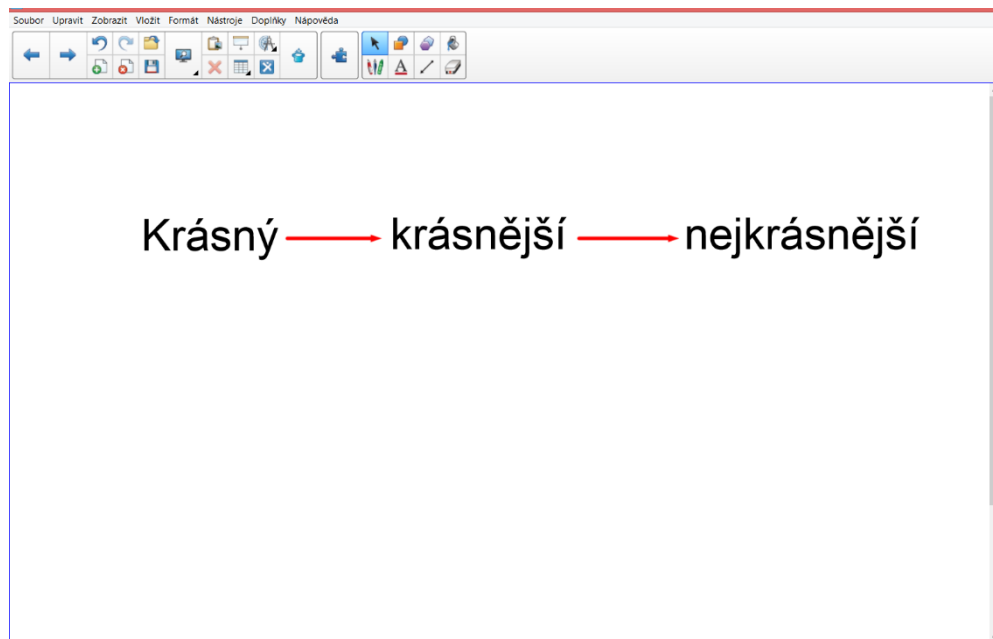 Soubor Upravit Zobrazit Vložit Formát Nástroje Doplňky Nápověda
Krásný krásnější nejkrásnější